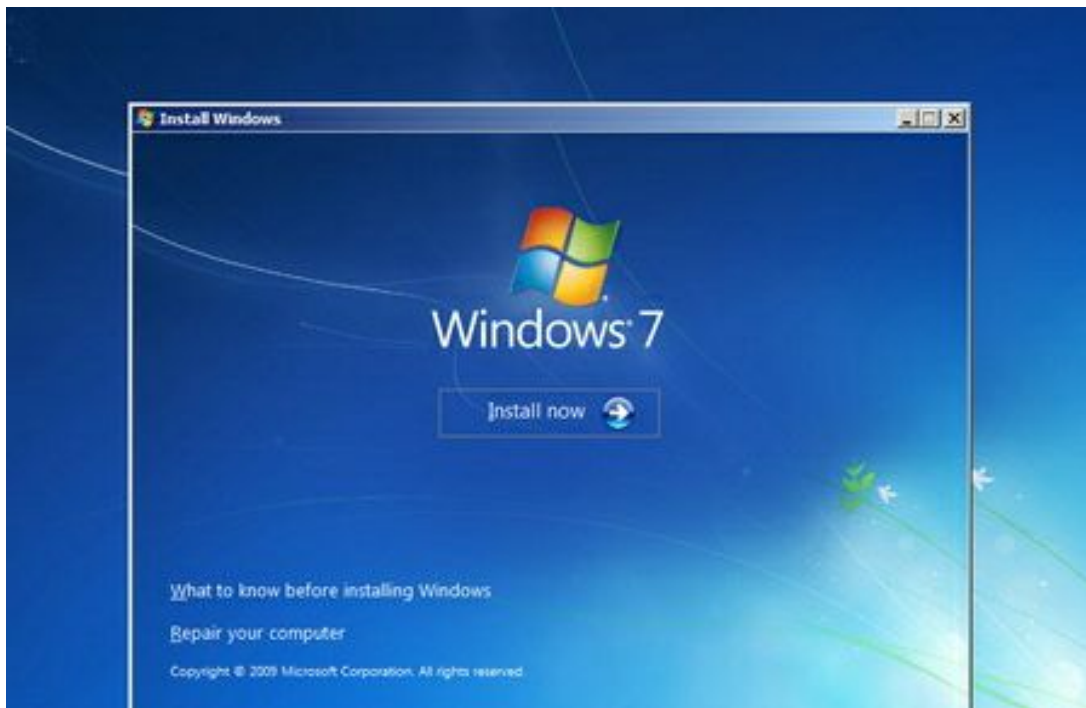 Install Windows
Windows® 7
Install now
What to know before installing Windows
Repair your computer
Copyright © 2009 Microsoft Corporation. All rights reserved.